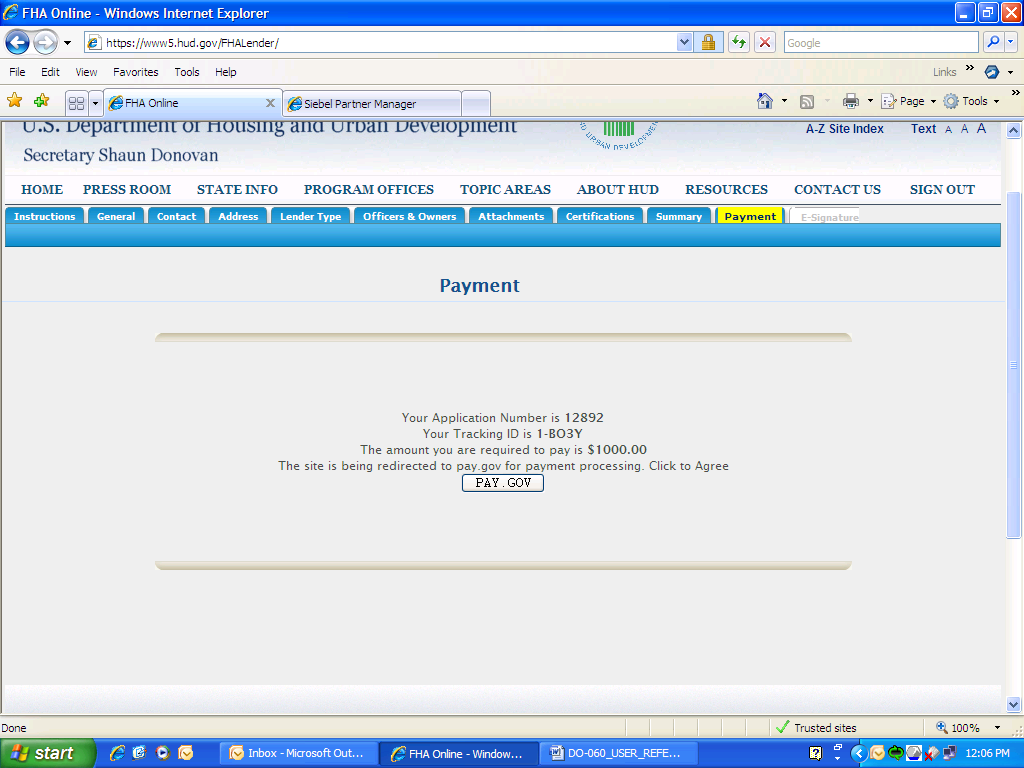 FHA Online - Windows Internet Explorer
https://www5.hud.gov/FHALender/
Google
File Edit View Favorites Tools Help
Links
FHA Online
Siebel Partner Manager
Page Tools
U.S. Department of Housing and Urban Development
URBAN DEVELOPMENT
Secretary Shaun Donovan
A-Z Site Index Text A A A
HOME PRESS ROOM STATE INFO PROGRAM OFFICES TOPIC AREAS ABOUT HUD RESOURCES CONTACT US SIGN OUT
Instructions General Contact Address Lender Type Officers & Owners Attachments Certifications Summary Payment E-Signature
Payment
Your Application Number is 12892
Your Tracking ID is 1-BO3Y
The amount you are required to pay is $1000.00
The site is being redirected to pay.gov for payment processing. Click to Agree
PAY.GOV
Done
Trusted sites
100%
start
Inbox - Microsoft Out...
FHA Online - Window...
DO-060_USER_REFE...
12:06 PM